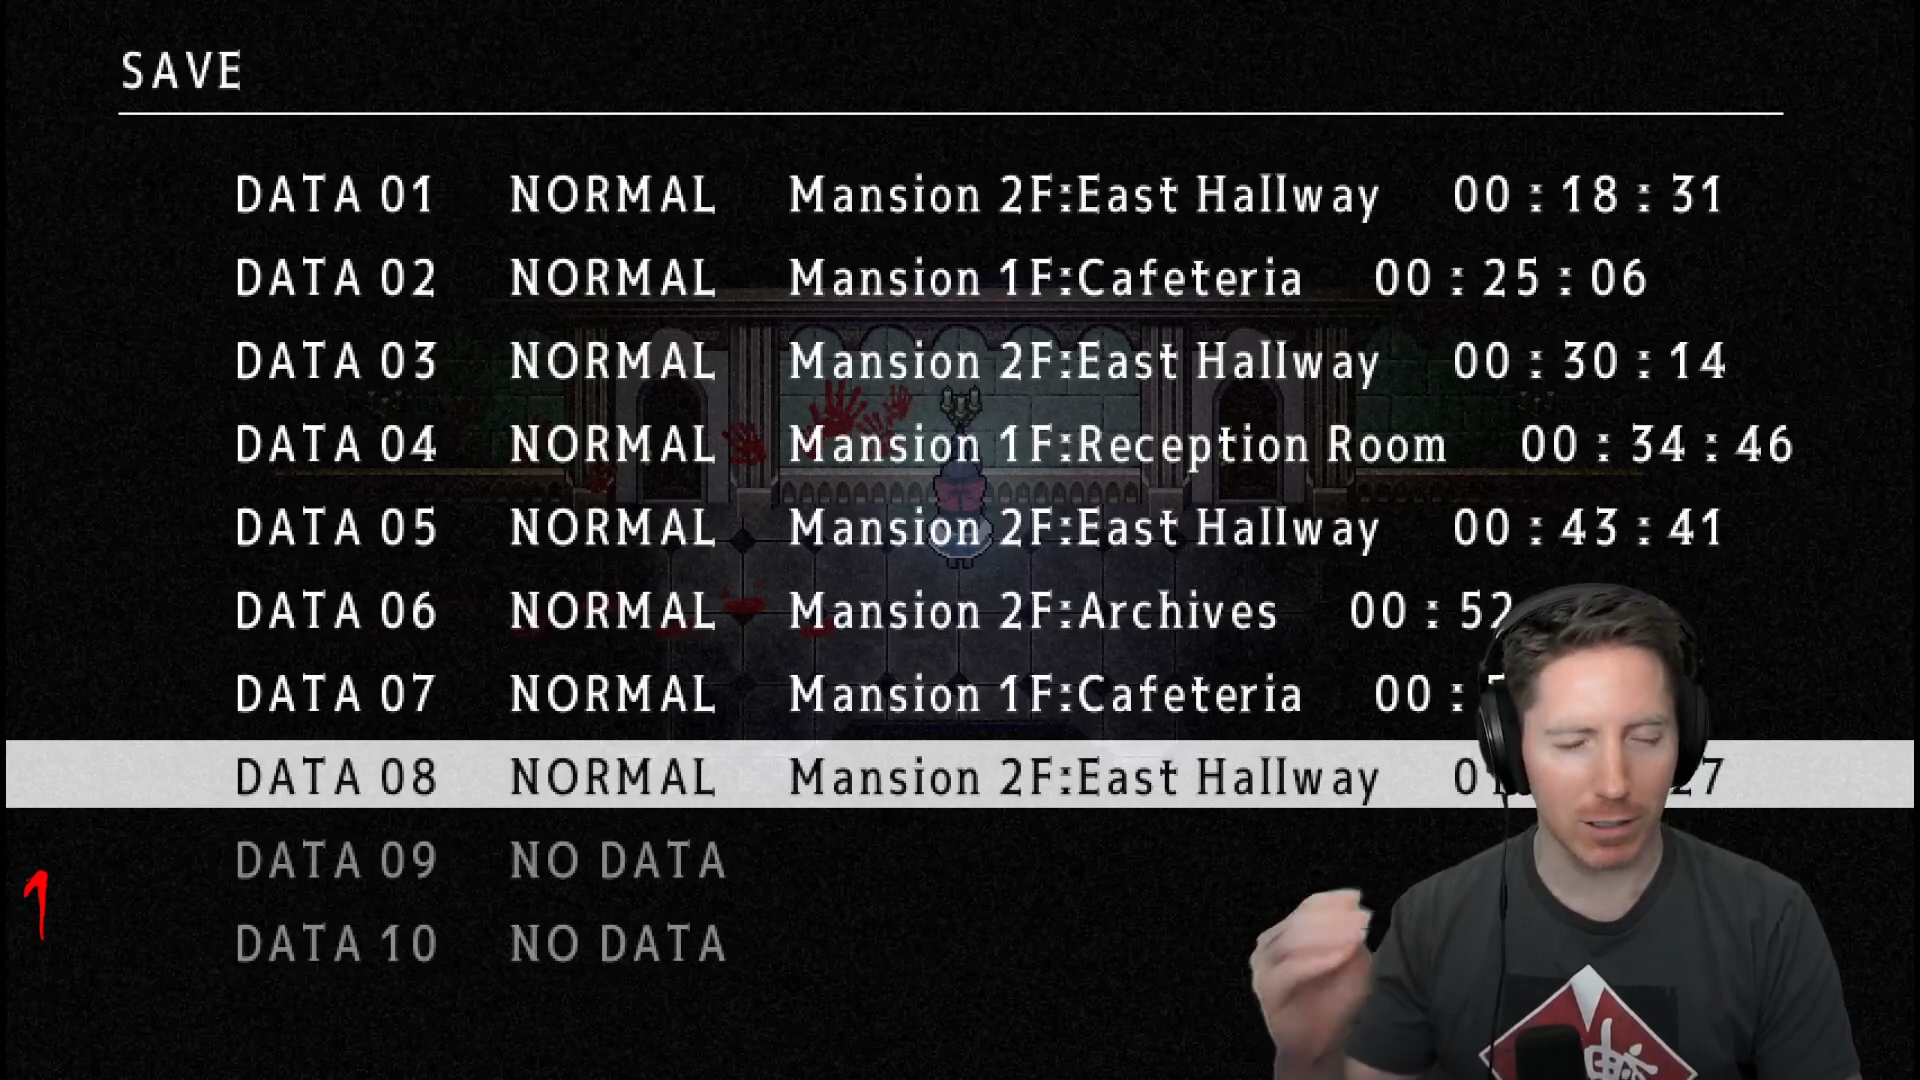 SAVE
DATA 01 NORMAL Mansion 2F:East Hallway 00:18:31
DATA 02 NORMAL Mansion 1F:Cafeteria 00:25:06
DATA 03 NORMAL Mansion 2F:East Hallway 00:30:14
DATA 04 NORMAL Mansion 1F:Reception Room 00:34:46
DATA 05 NORMAL Mansion 2F:East Hallway 00:43:41
DATA 06 NORMAL Mansion 2F:Archives 00:52
DATA 07 NORMAL Mansion 1F:Cafeteria 00:
DATA 08 NORMAL Mansion 2F:East Hallway
DATA 09 NO DATA
1
DATA 10 NO DATA